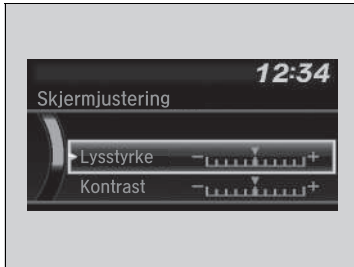 12:34
Skjermjustering
Lysstyrke − +
Kontrast − +